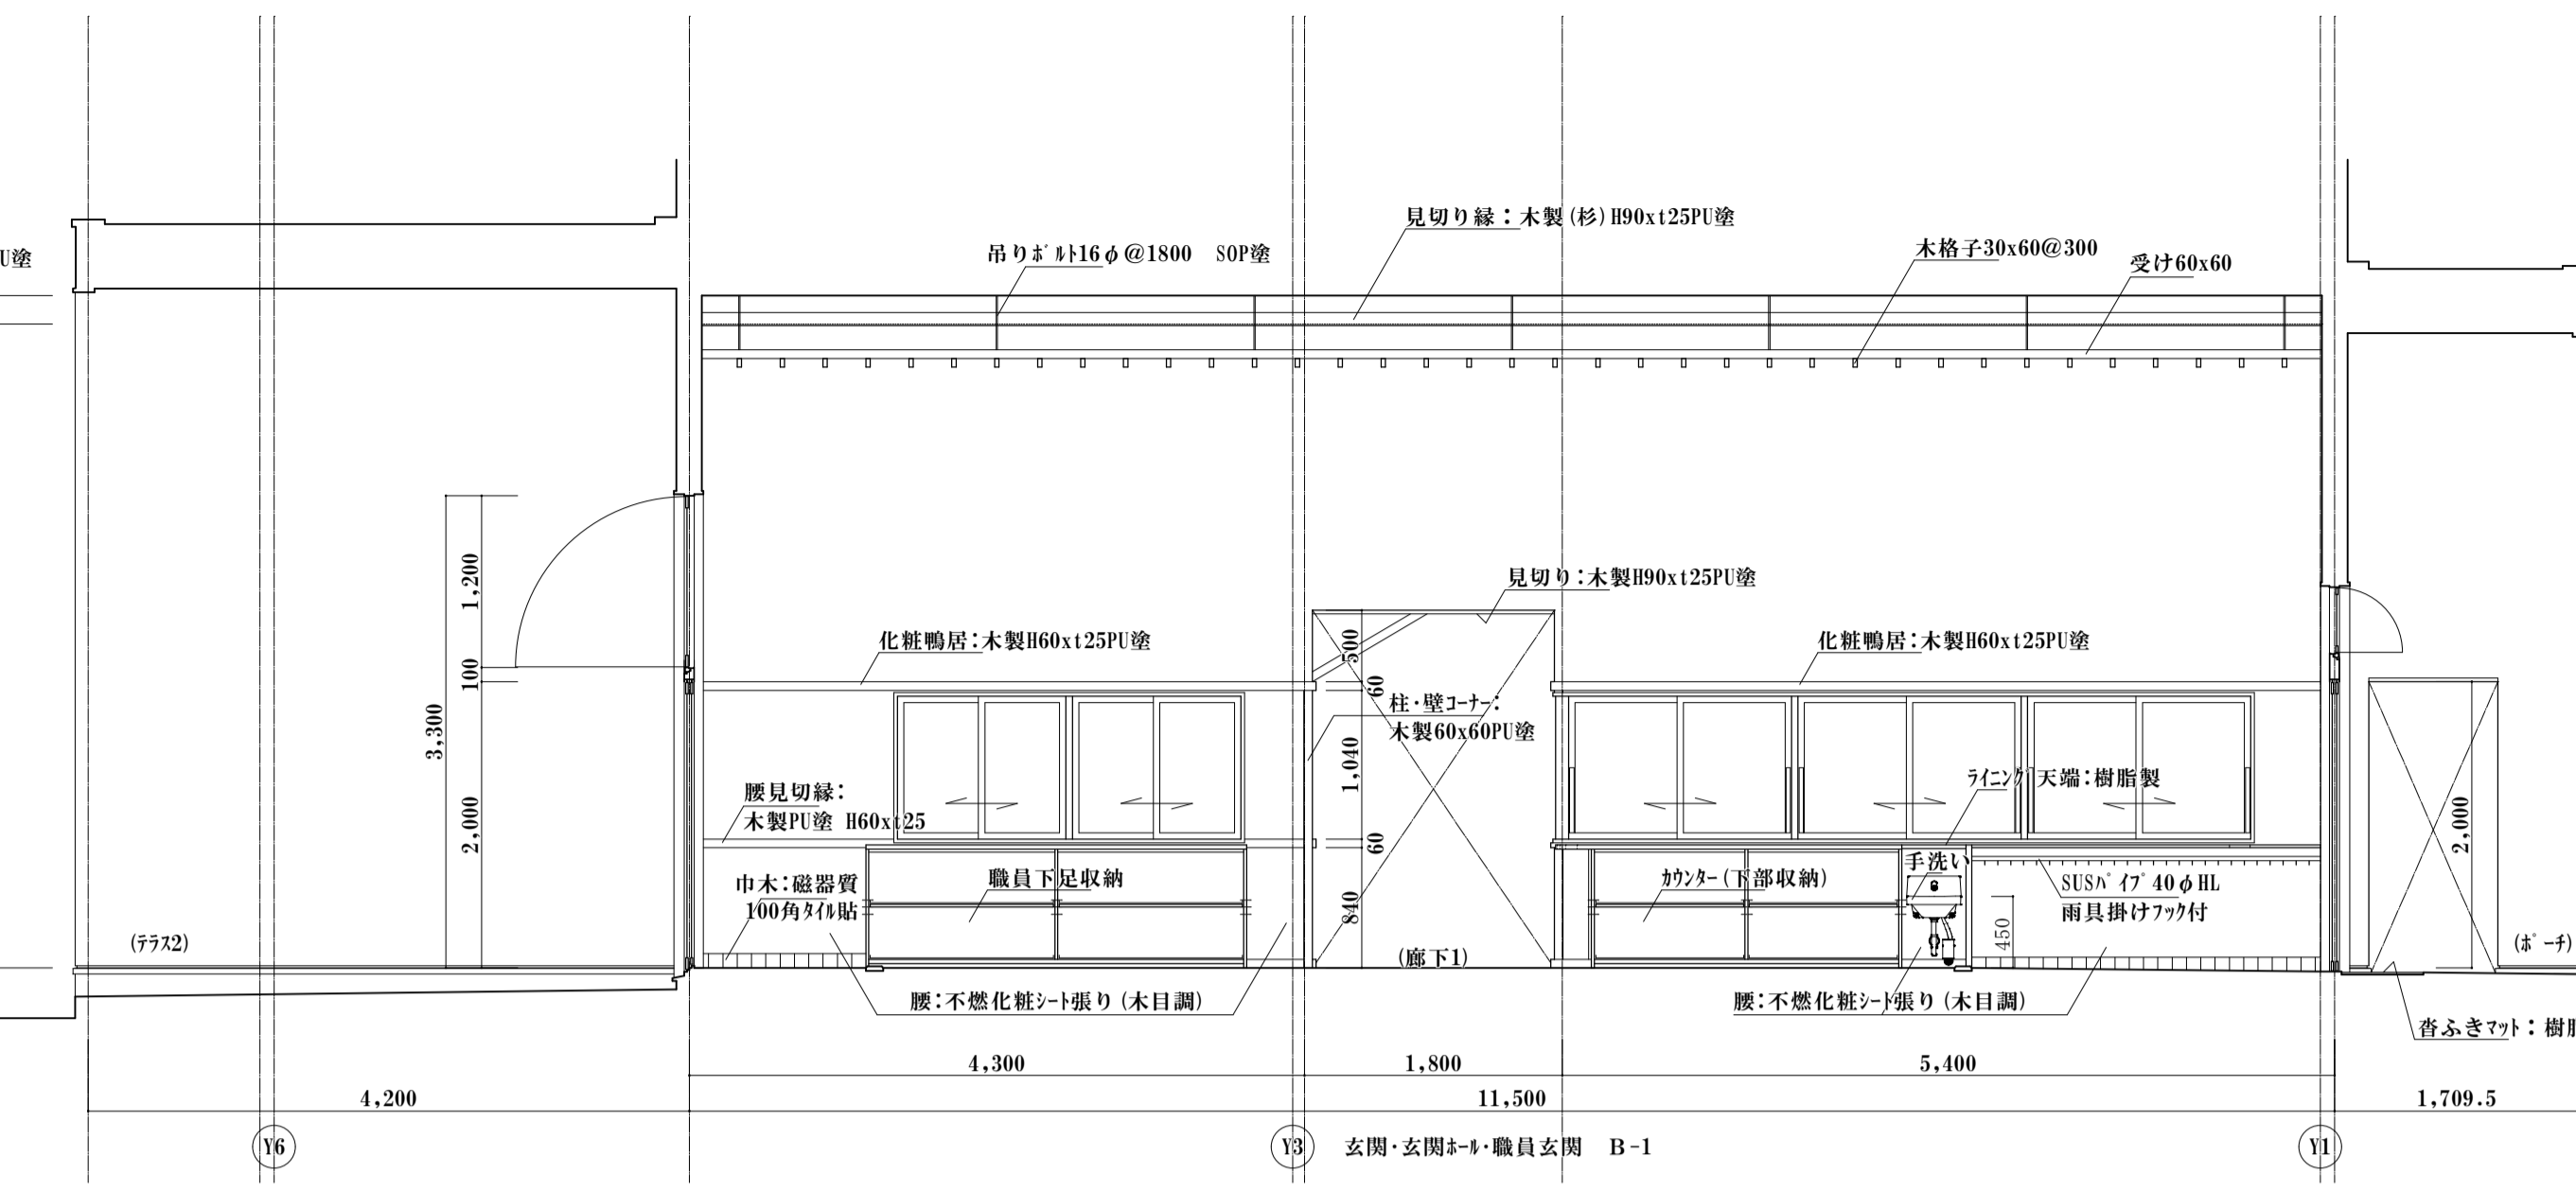 U塗
見切り縁：木製(杉)H90xt25PU塗
吊りﾎﾞﾙﾄ16φ@1800 SOP塗
木格子30x60@300
受け60x60
見切り:木製H90xt25PU塗
化粧鴨居:木製H60xt25PU塗
化粧鴨居:木製H60xt25PU塗
1,200
100
3,300
2,000
500
60
1,040
60
840
柱・壁ｺｰﾅｰ:
木製60x60PU塗
腰見切縁:
木製PU塗 H60xt25
ﾗｲﾆﾝｸﾞ天端:樹脂製
2,000
巾木:磁器質
100角ﾀｲﾙ貼
職員下足収納
ｶｳﾝﾀｰ(下部収納)
手洗い
SUSﾊﾟｲﾌﾟ40φHL
雨具掛けﾌｯｸ付
450
(ﾃﾗｽ2)
(廊下1)
(ﾎﾟｰﾁ)
腰:不燃化粧ｼｰﾄ張り(木目調)
腰:不燃化粧ｼｰﾄ張り(木目調)
沓ふきﾏｯﾄ：樹
4,300
1,800
5,400
4,200
11,500
1,709.5
Y6
Y3
玄関・玄関ﾎｰﾙ・職員玄関 B-1
Y1